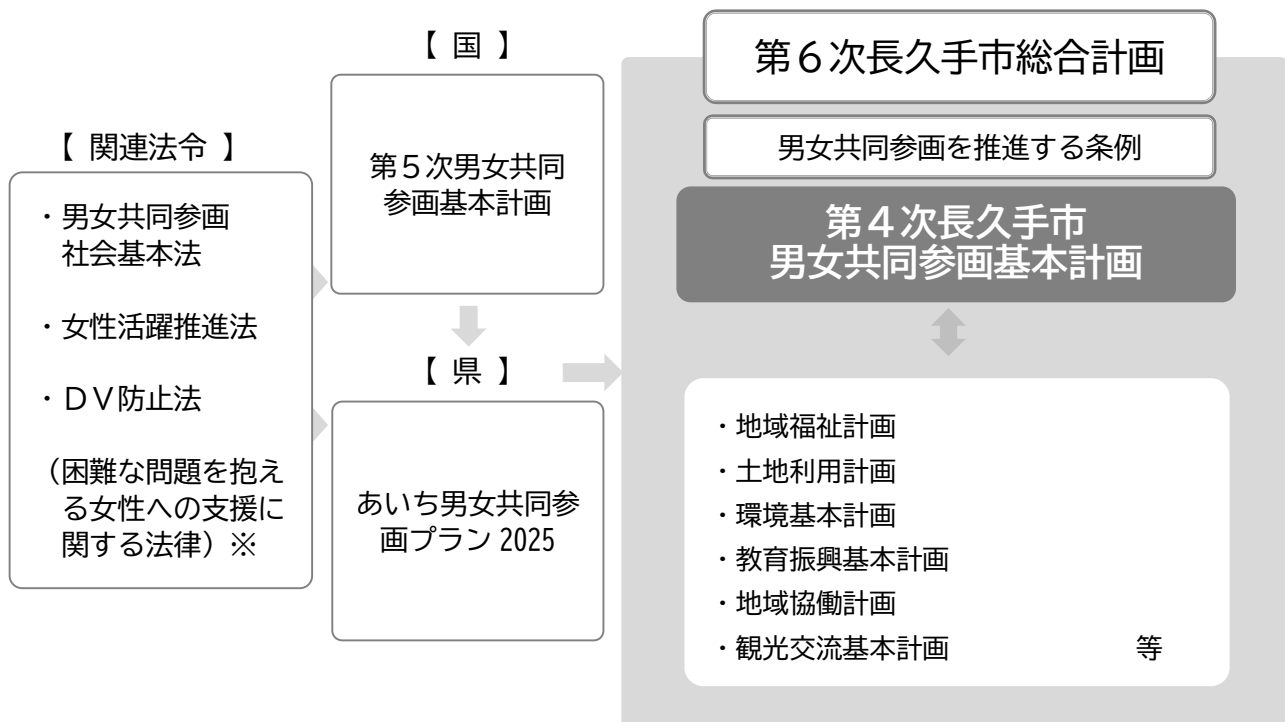 【 関連法令 】
・男女共同参画
社会基本法
・女性活躍推進法
・ＤＶ防止法
（困難な問題を抱え
る女性への支援に
関する法律）※
【 国 】
第５次男女共同
参画基本計画
【 県 】
あいち男女共同参
画プラン 2025
第６次長久手市総合計画
男女共同参画を推進する条例
第４次長久手市
男女共同参画基本計画
・地域福祉計画
・土地利用計画
・環境基本計画
・教育振興基本計画
・地域協働計画
・観光交流基本計画 等